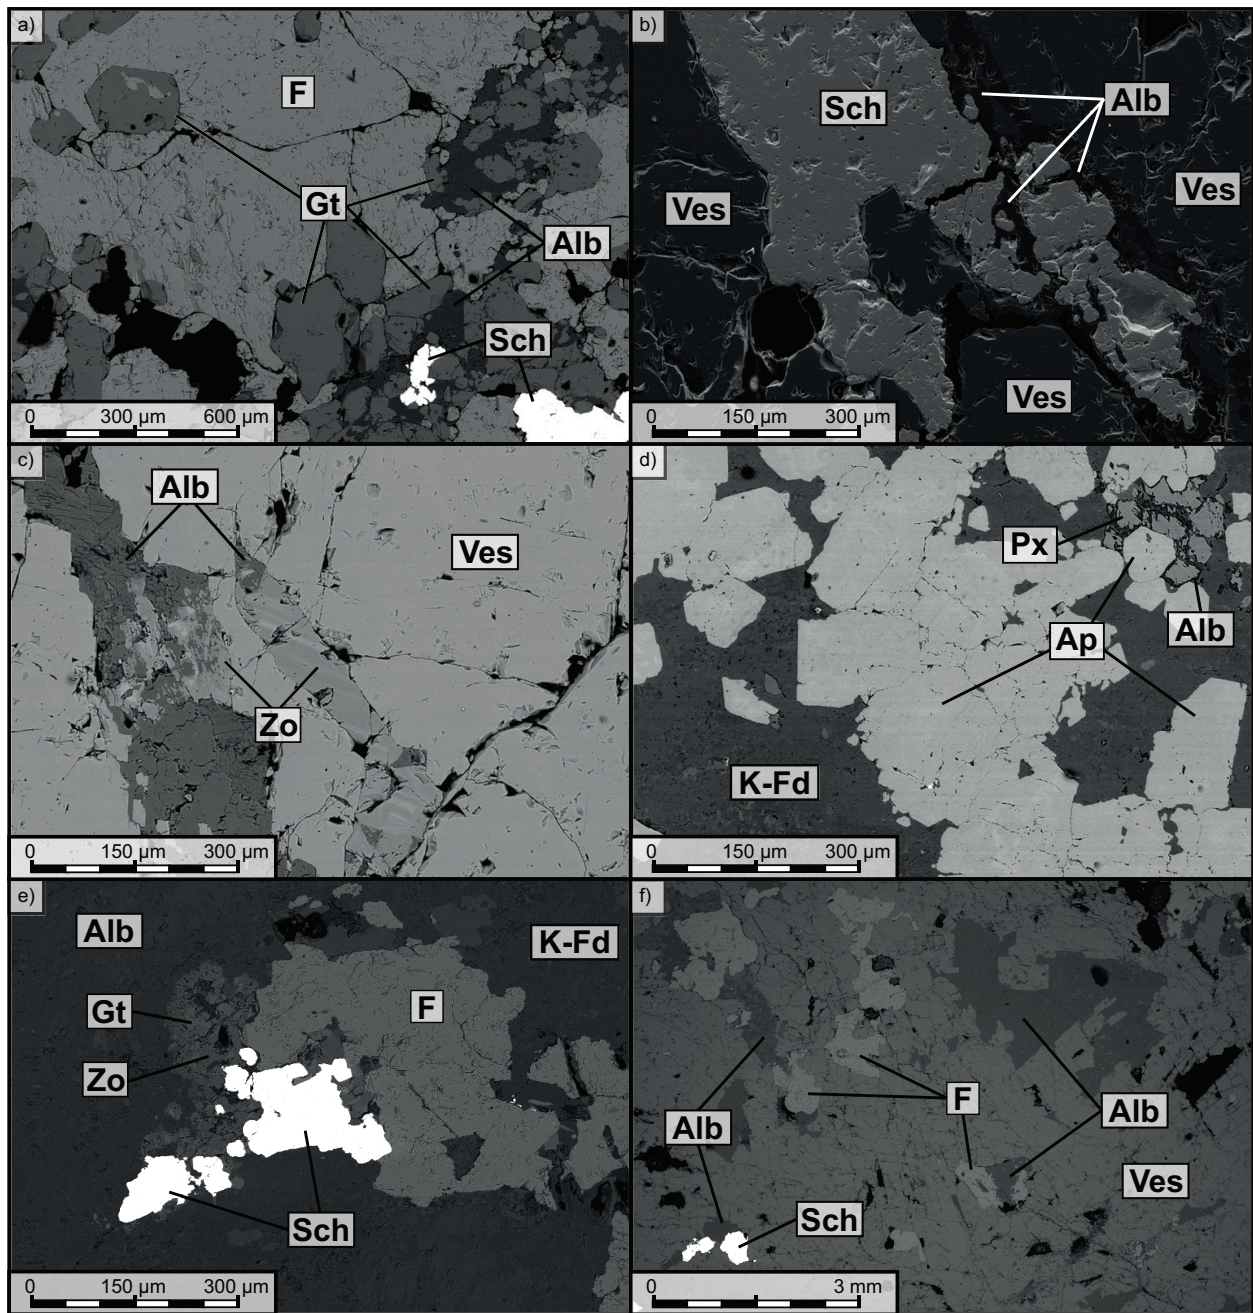 a)
F
Gt
Alb
Sch
0 300 µm 600 µm
b)
Sch
Alb
Ves
Ves
Ves
0 150 µm 300 µm
c)
Alb
Ves
Zo
0 150 µm 300 µm
d)
Px
Ap
Alb
K-Fd
0 150 µm 300 µm
e)
Alb
K-Fd
Gt
F
Zo
Sch
0 150 µm 300 µm
f)
F
Alb
Alb
Ves
Sch
0 3 mm